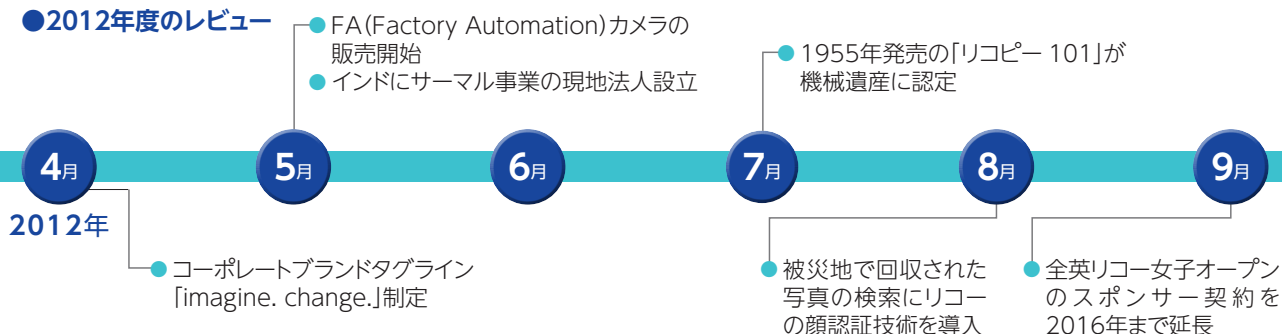 ●2012年度のレビュー
● FA(Factory Automation)カメラの
販売開始
● インドにサーマル事業の現地法人設立
● 1955年発売の「リコピー 101」が
機械遺産に認定
4月
5月
6月
7月
8月
9月
2012年
● コーポレートブランドタグライン
「imagine. change.」制定
● 被災地で回収された
写真の検索にリコー
の顔認証技術を導入
● 全英リコー女子オープン
のスポンサー契約を
2016年まで延長